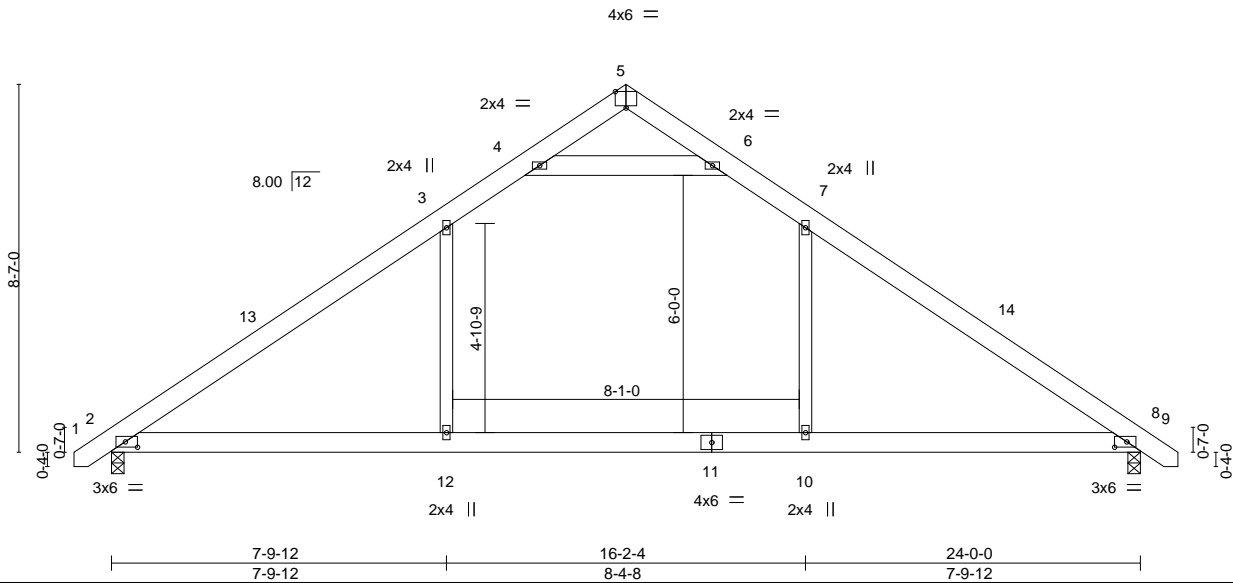 4x6 =
5
2x4 =
2x4 =
6
4
2x4 ||
2x4 ||
8.00 12
7
3
8-7-0
4-10-9
6-0-0
13
14
8-1-0
1 2
8 9
0-4-0
0-7-0
0-7-0
0-4-0
3x6 =
12
11
10
3x6 =
2x4 ||
4x6 =
2x4 ||
7-9-12
16-2-4
24-0-0
7-9-12
8-4-8
7-9-12